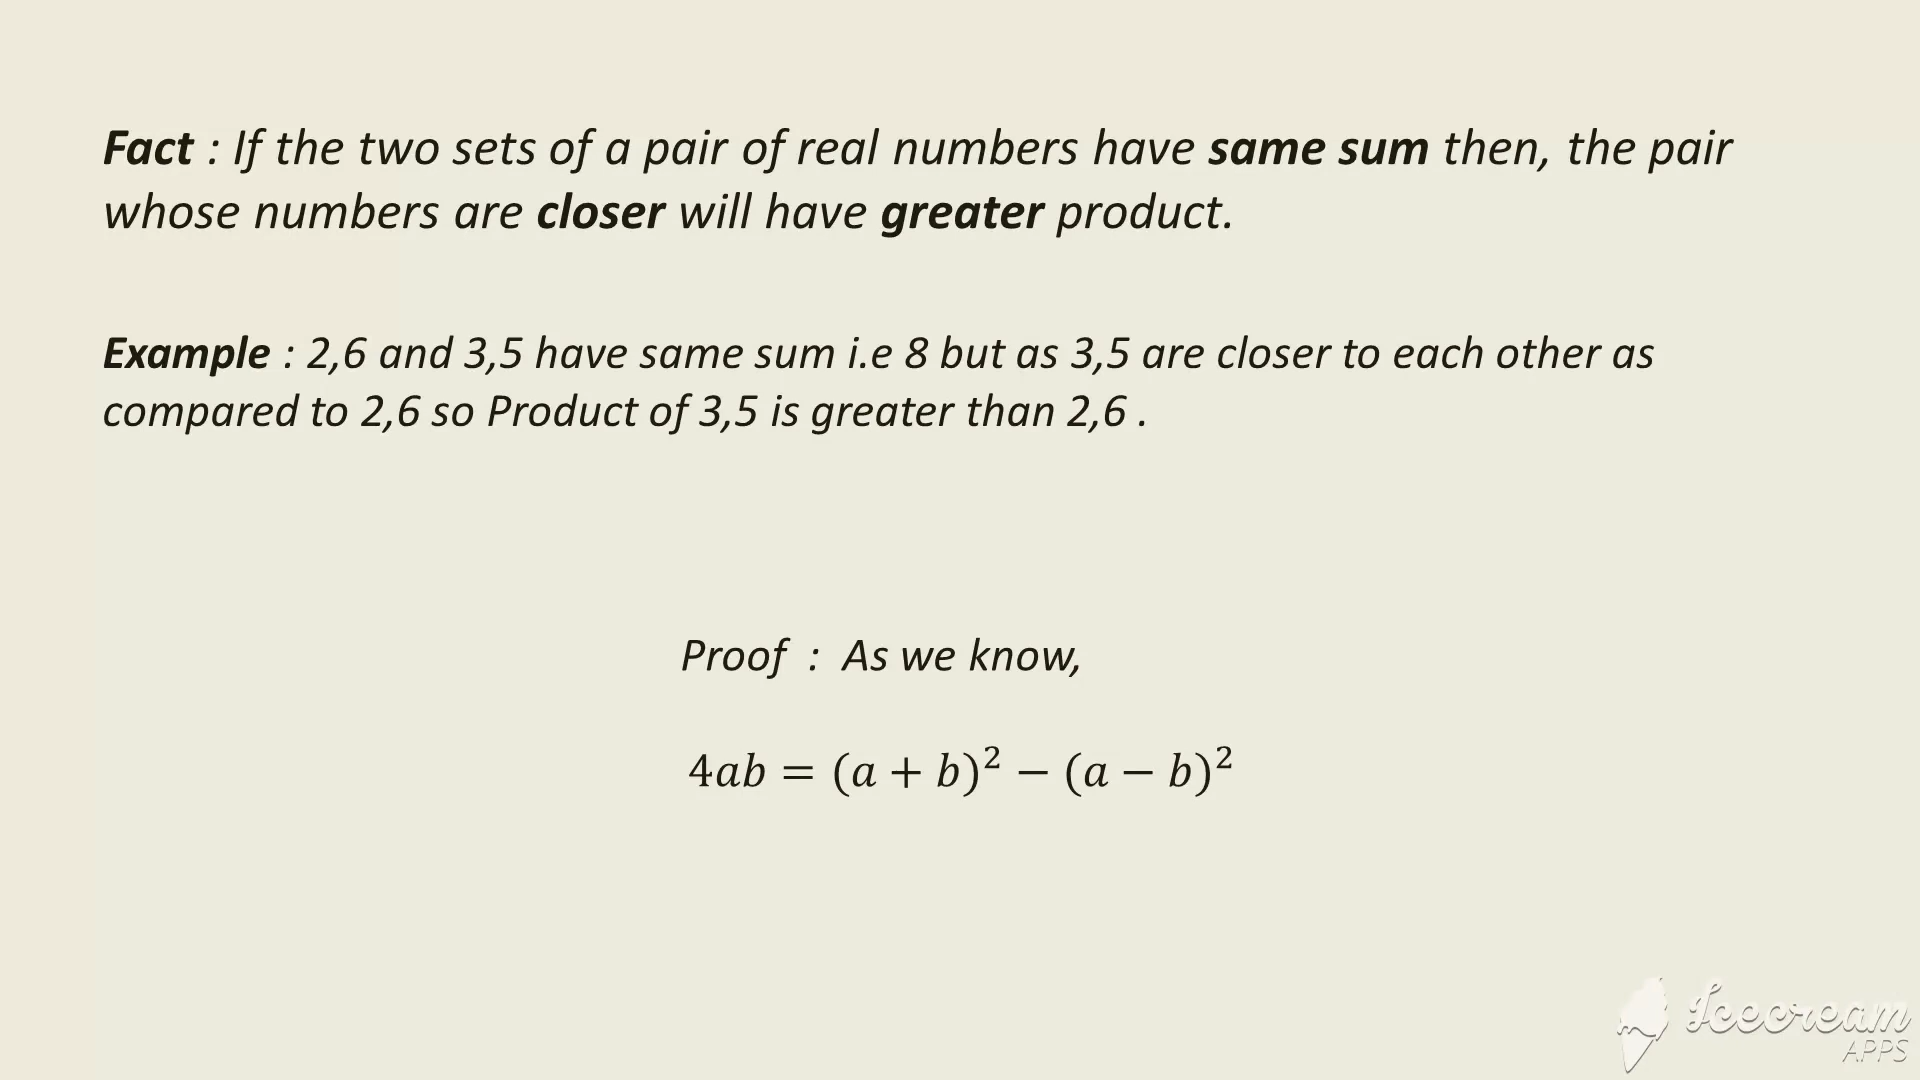 Fact : If the two sets of a pair of real numbers have same sum then, the pair
whose numbers are closer will have greater product.
Example : 2,6 and 3,5 have same sum i.e 8 but as 3,5 are closer to each other as
compared to 2,6 so Product of 3,5 is greater than 2,6 .
Proof : As we know,
4𝑎𝑏 = (𝑎 + 𝑏)² − (𝑎 − 𝑏)²
Icecream
APPS